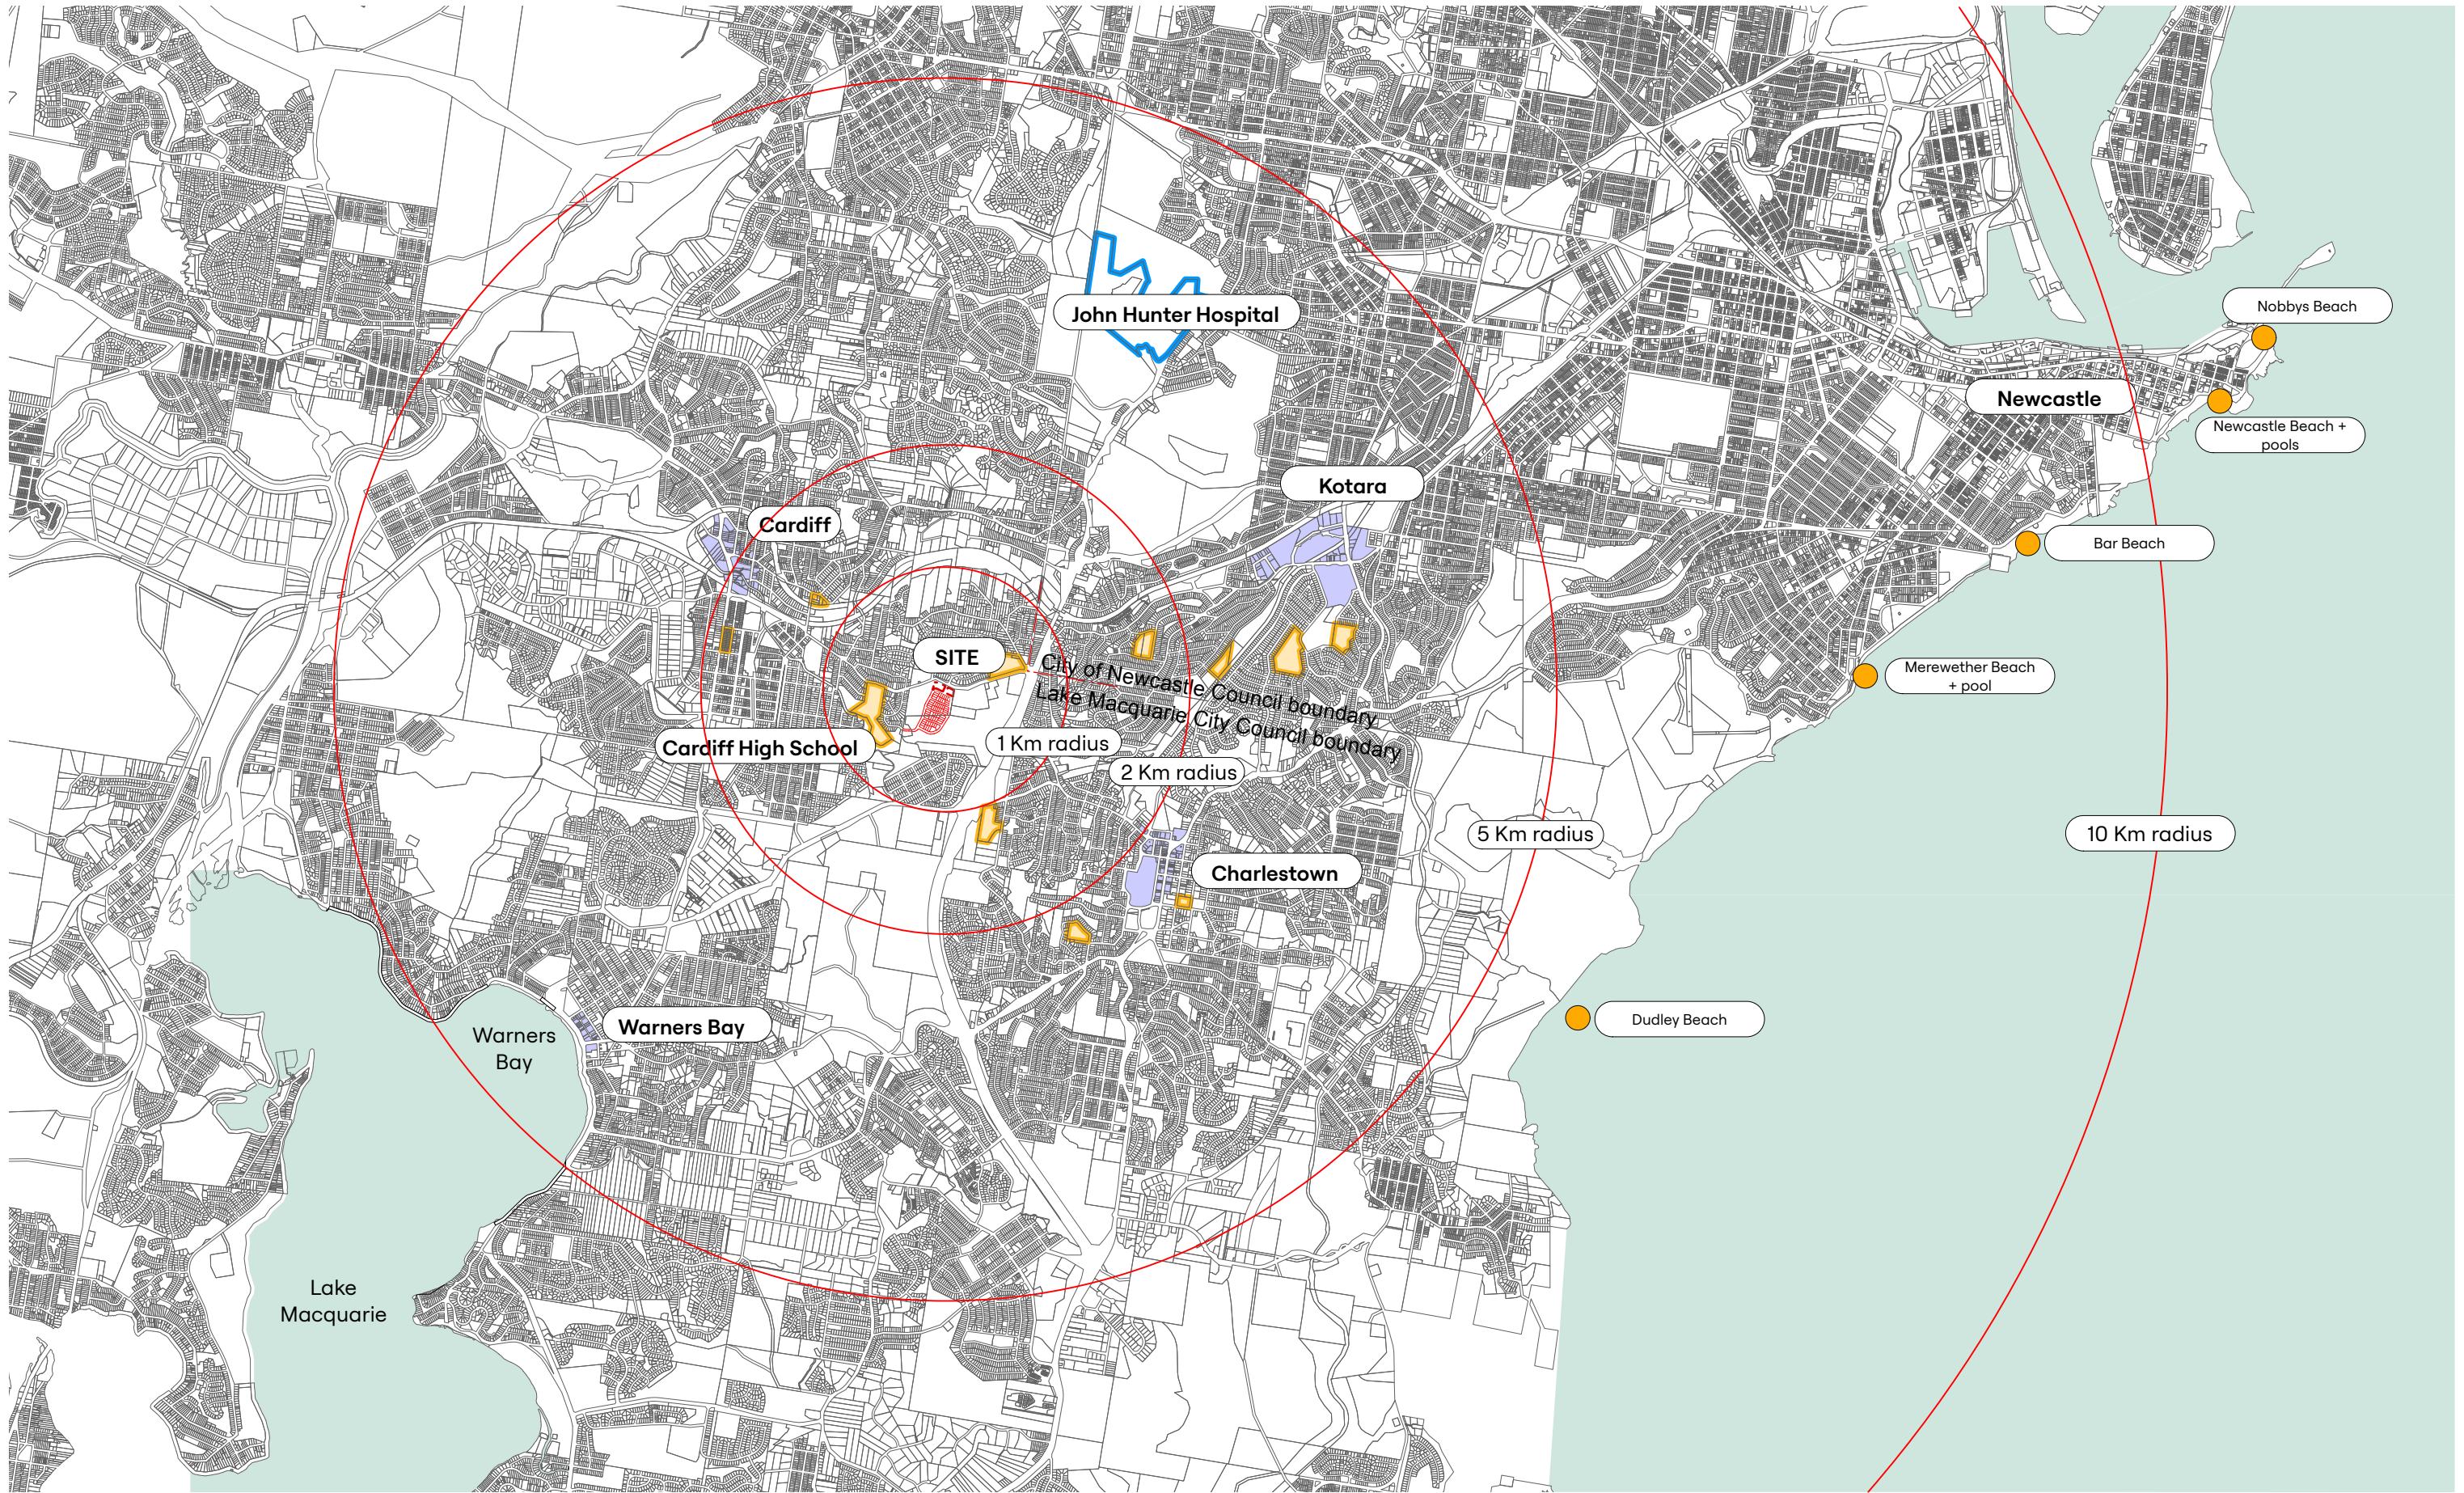 Nobbys Beach
John Hunter Hospital
Newcastle
Newcastle Beach +
pools
Kotara
Cardiff
Bar Beach
SITE
City of Newcastle Council boundary
Lake Macquarie City Council boundary
Merewether Beach
+ pool
Cardiff High School
1 Km radius
2 Km radius
5 Km radius
10 Km radius
Charlestown
Dudley Beach
Warners Bay
Warners
Bay
Lake
Macquarie